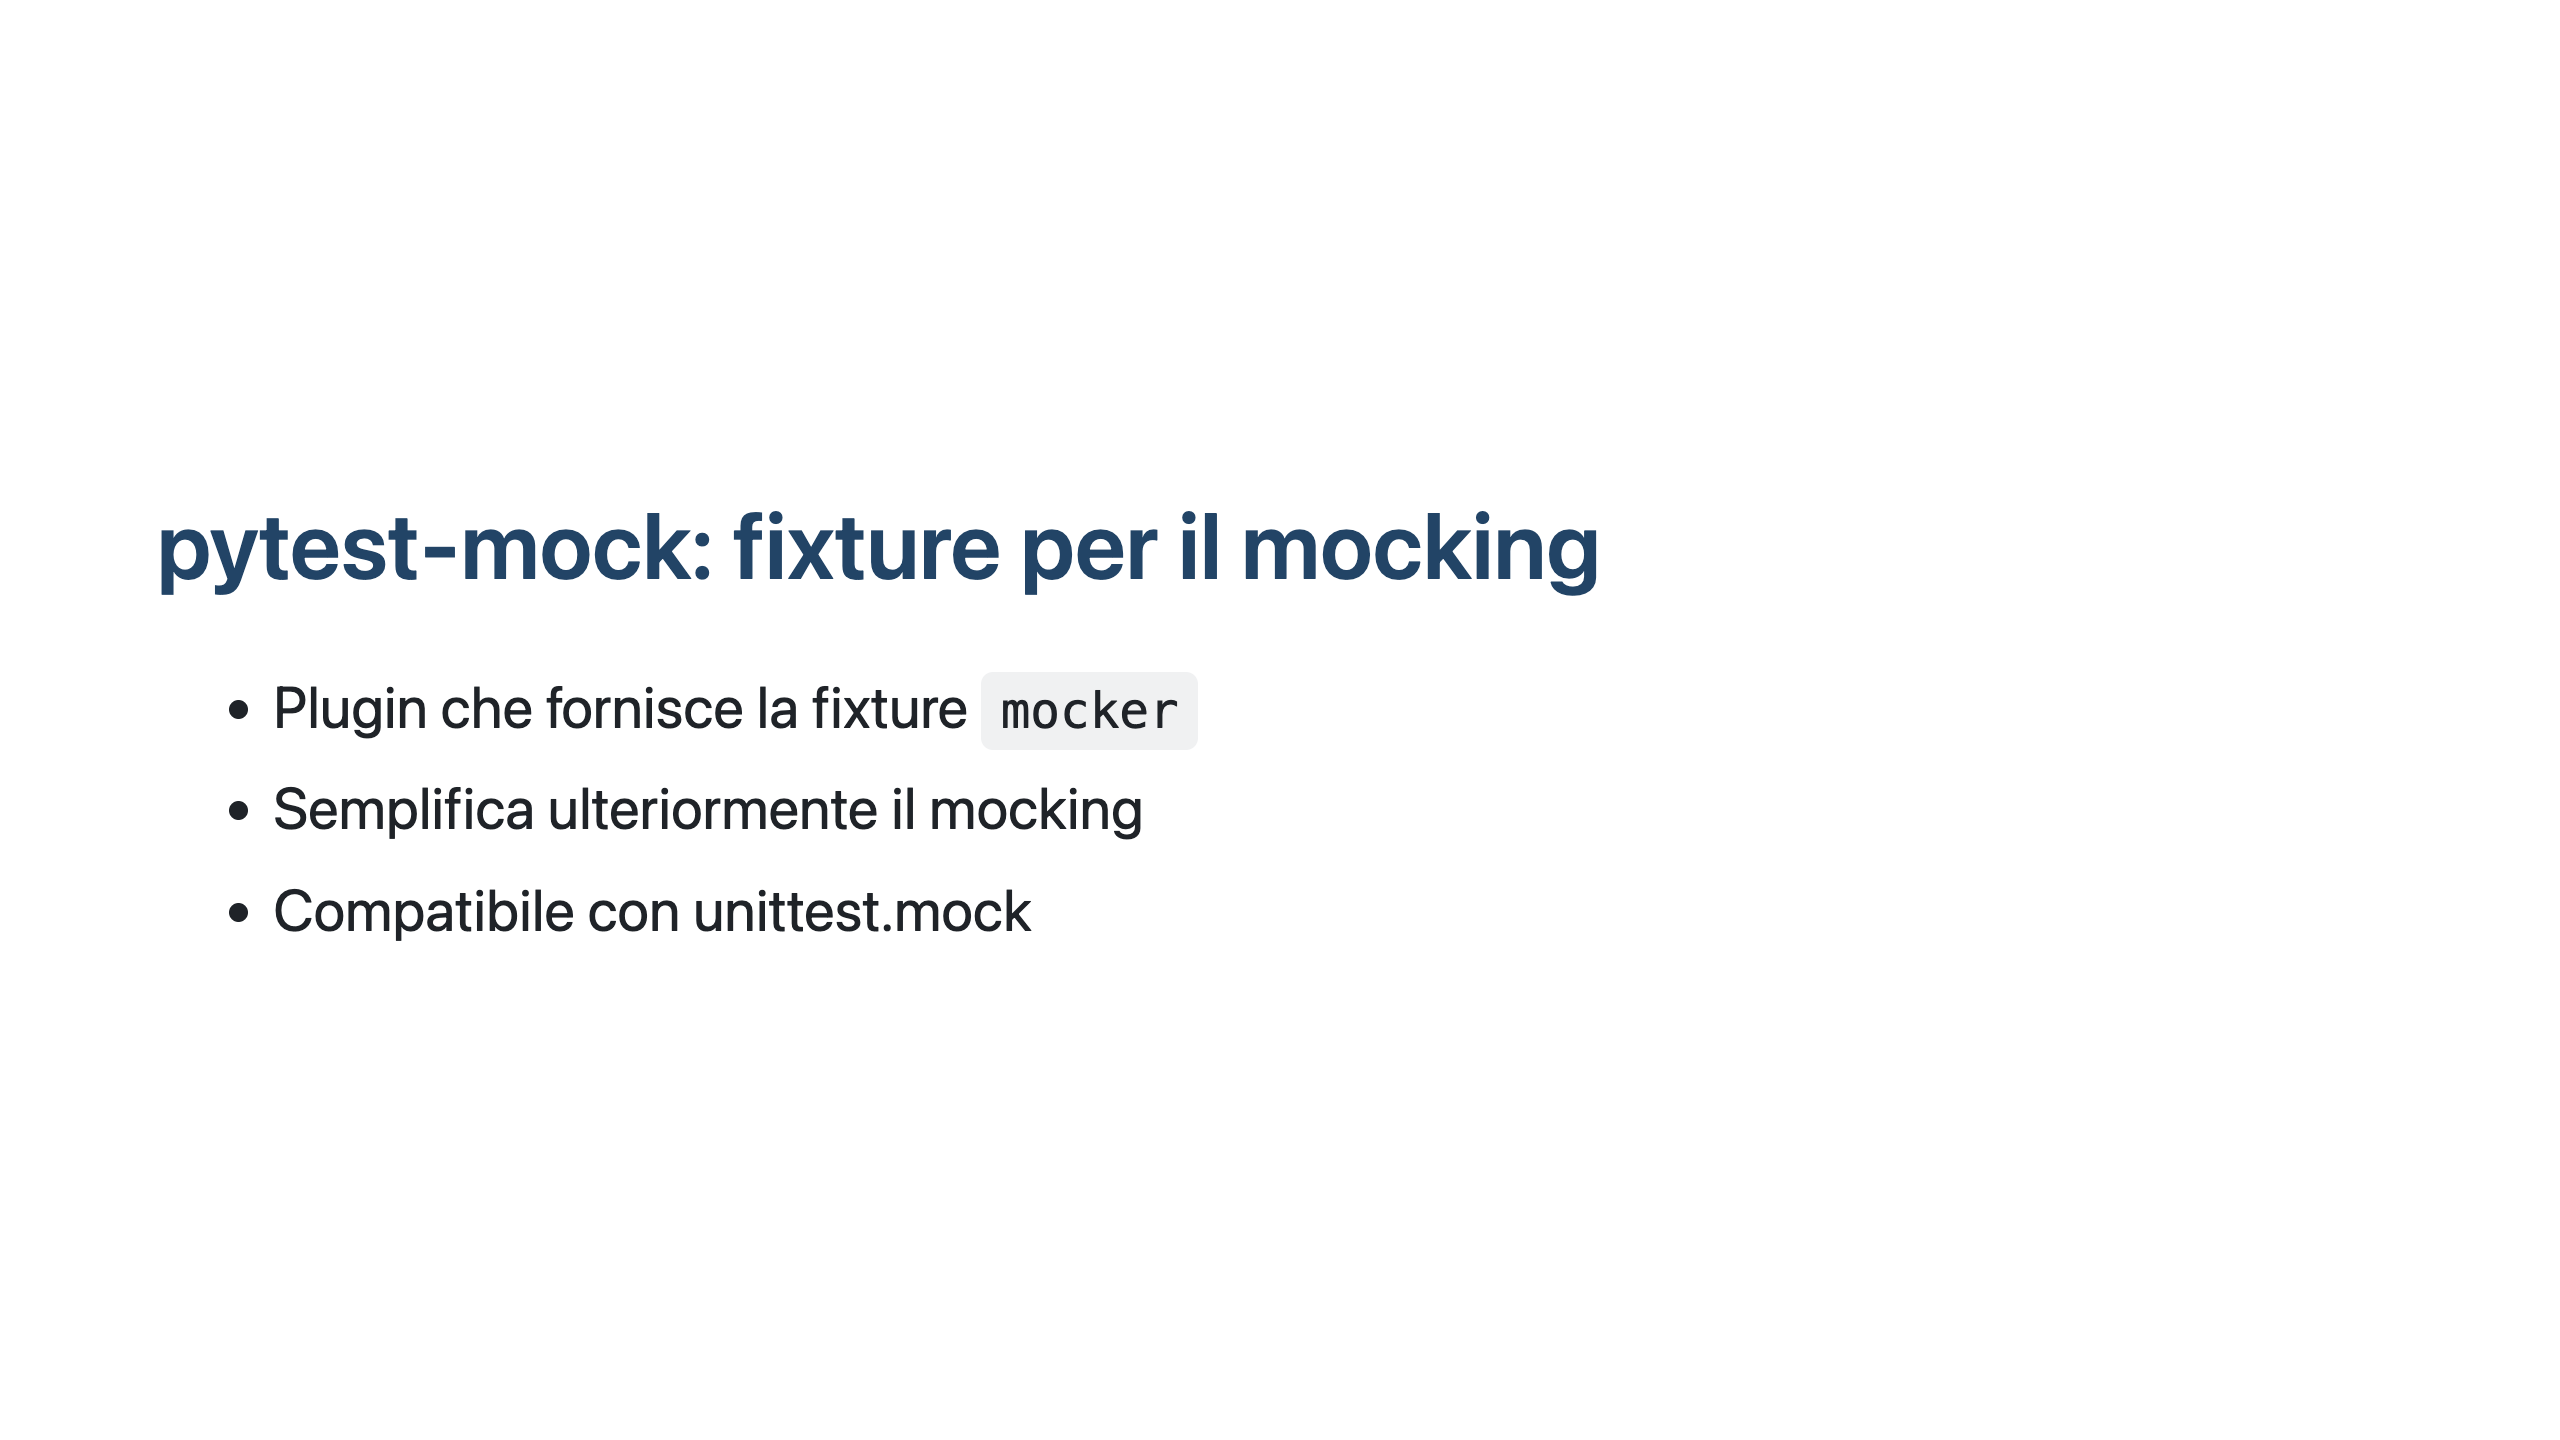 pytest-mock: fixture per il mocking
Plugin che fornisce la fixture mocker
Semplifica ulteriormente il mocking
Compatibile con unittest.mock